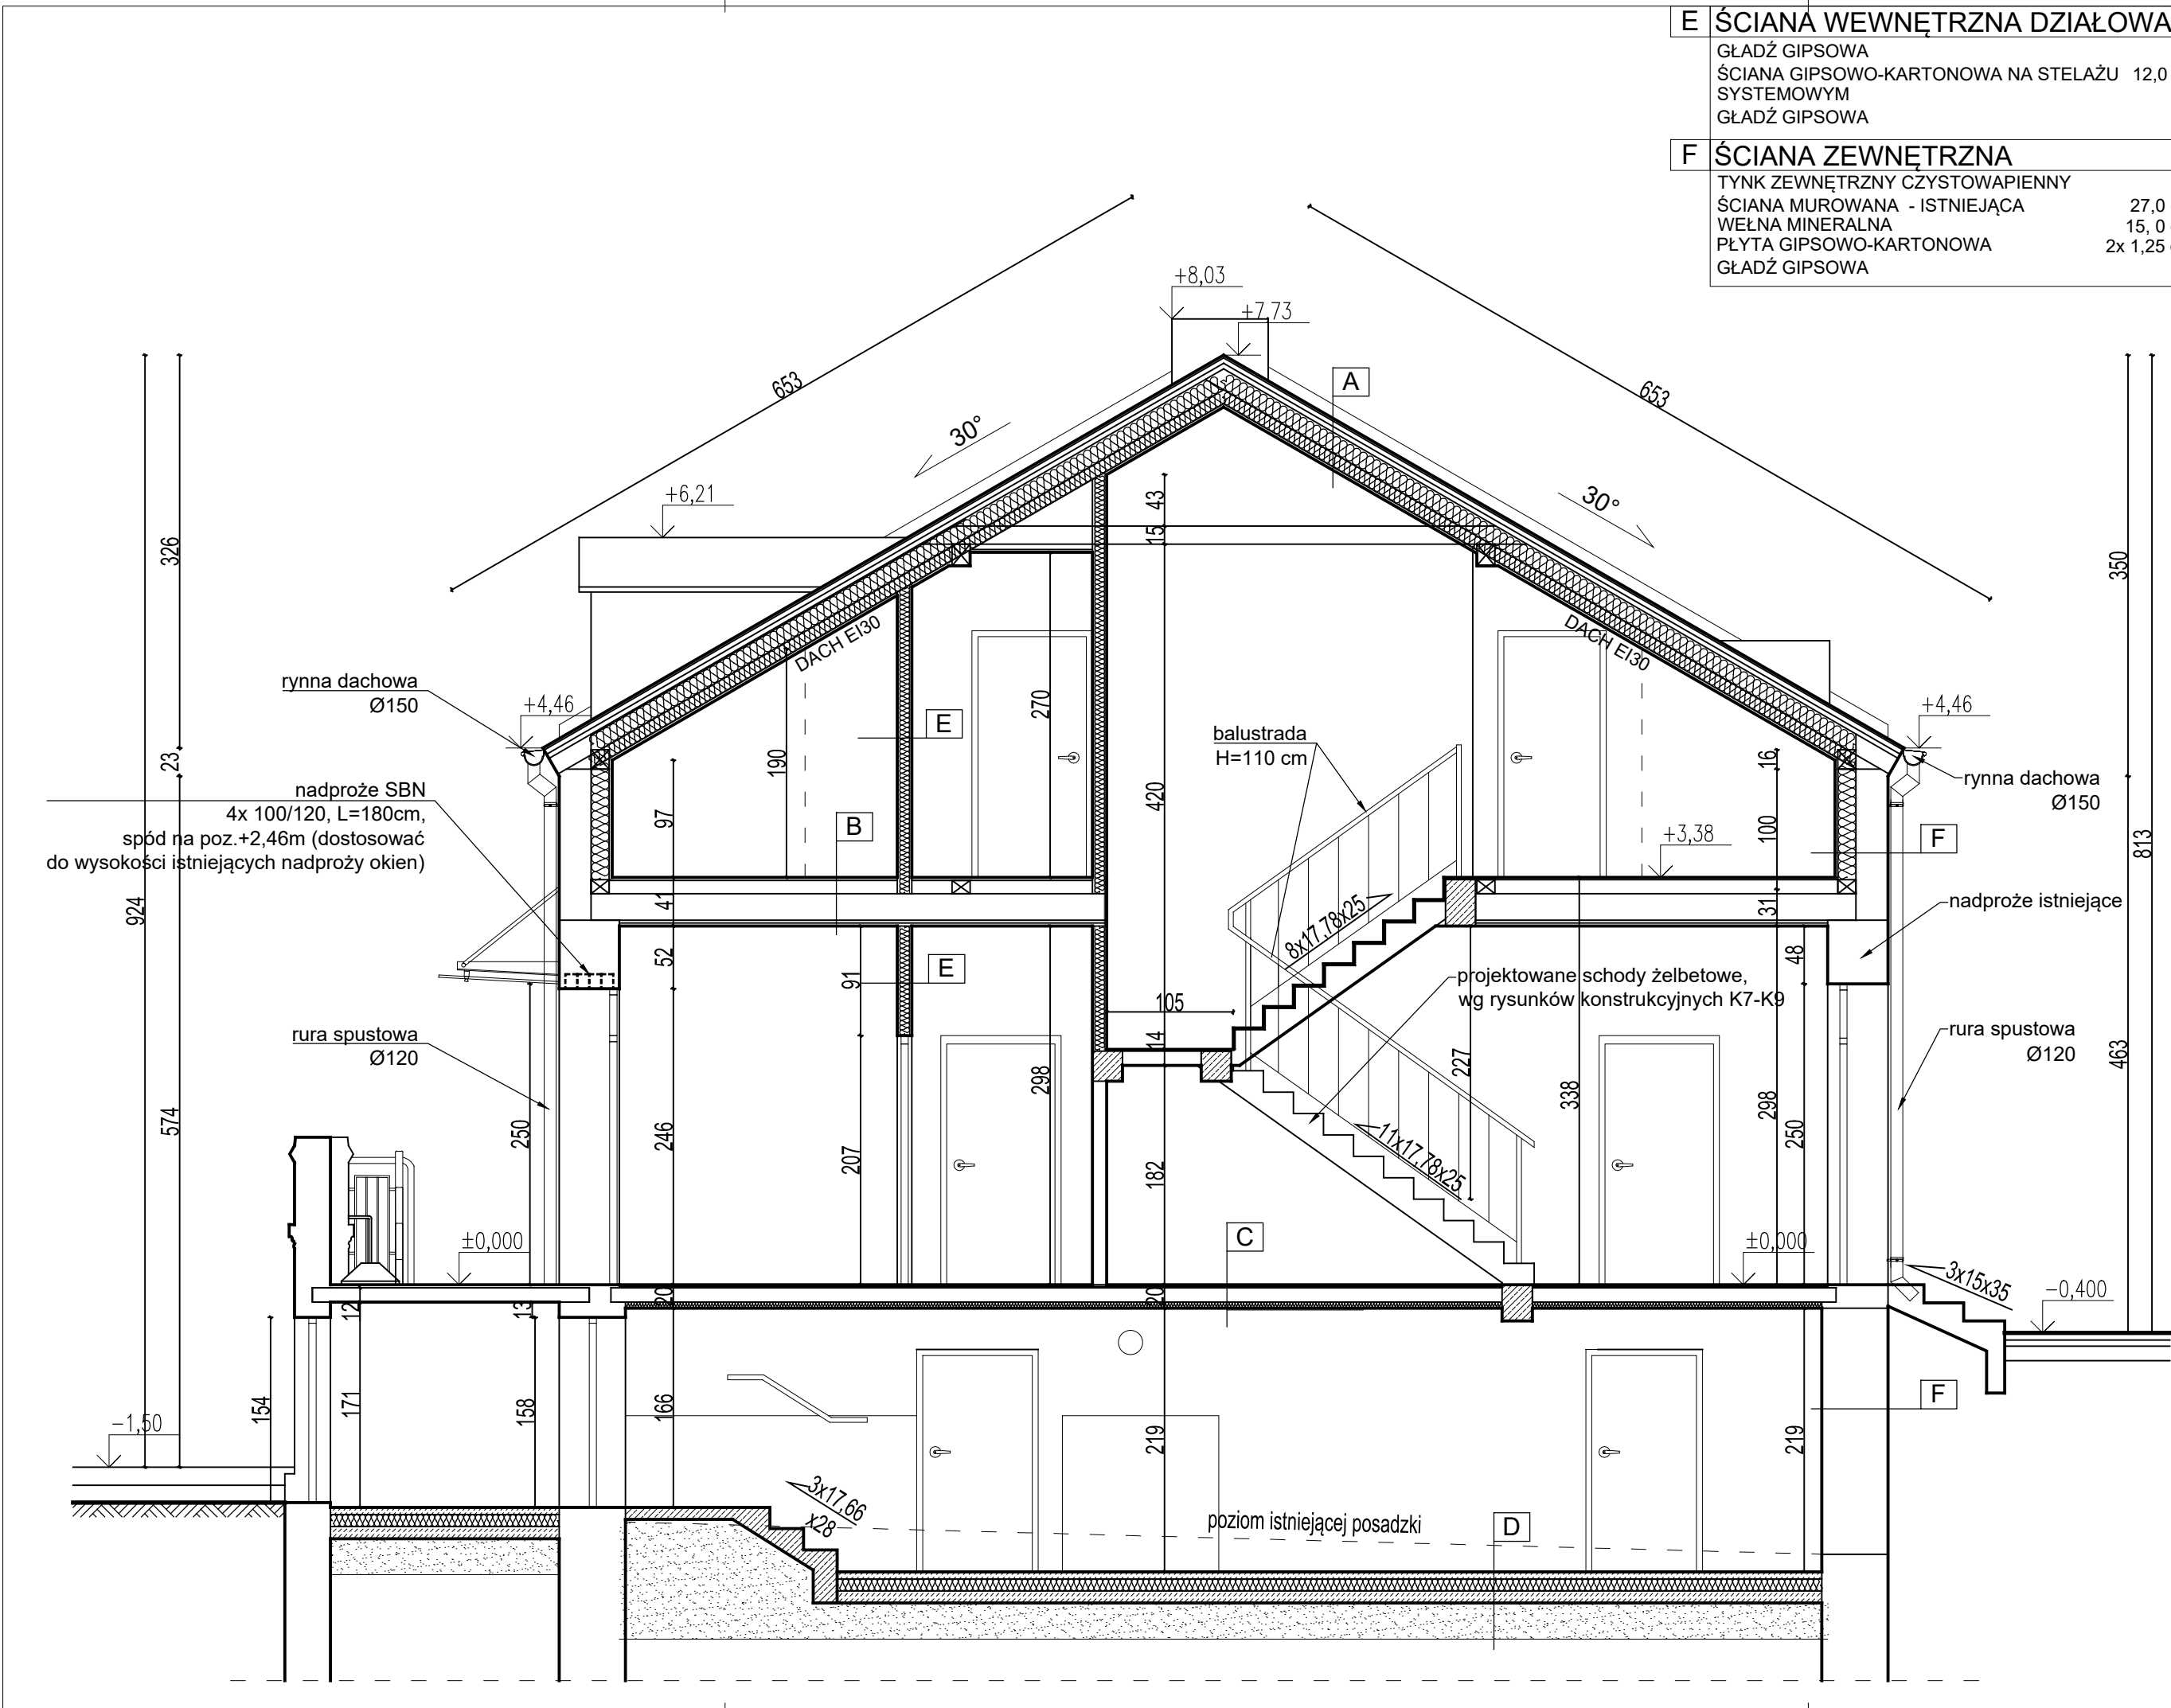 E ŚCIANA WEWNĘTRZNA DZIAŁOWA
GŁADŹ GIPSOWA
ŚCIANA GIPSOWO-KARTONOWA NA STELAŻU 12,0
SYSTEMOWYM
GŁADŹ GIPSOWA
F ŚCIANA ZEWNĘTRZNA
TYNK ZEWNĘTRZNY CZYSTOWAPIENNY
ŚCIANA MUROWANA - ISTNIEJĄCA 27,0
WEŁNA MINERALNA 15, 0
PŁYTA GIPSOWO-KARTONOWA 2x 1,25
GŁADŹ GIPSOWA
+8,03
+7,73
653
653
A
30°
30°
+6,21
43
15
326
350
DACH EI30
DACH EI30
rynna dachowa
Ø150
+4,46
+4,46
E
270
190
balustrada
H=110 cm
23
16
rynna dachowa
Ø150
nadproże SBN
4x 100/120, L=180cm,
spód na poz.+2,46m (dostosować
do wysokości istniejących nadproży okien)
97
B
420
+3,38
100
F
813
924
41
31
nadproże istniejące
8x17,78x25
52
91
E
48
projektowane schody żelbetowe,
wg rysunków konstrukcyjnych K7-K9
105
14
rura spustowa
Ø120
rura spustowa
Ø120
298
227
338
298
463
574
250
246
207
182
11x17,78x25
250
±0,000
C
±0,000
3x15x35
-0,400
12
13
20
20
154
171
158
166
219
219
F
-1,50
3x17,66
x28
poziom istniejącej posadzki
D